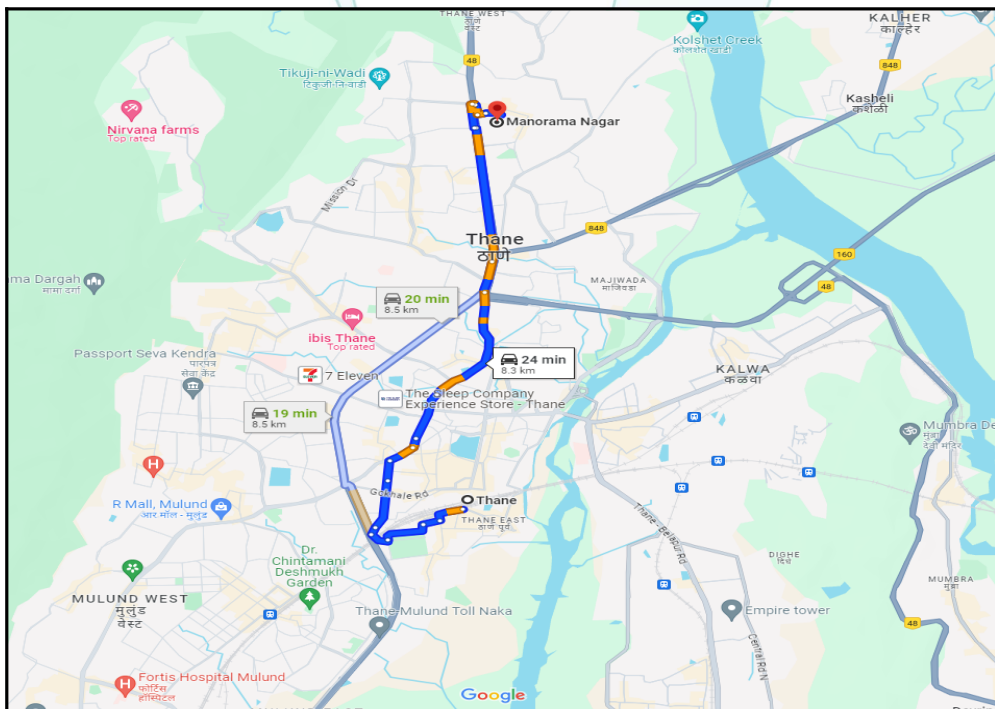 THANE WEST
ठाणे
वेस्ट
KALHER
काल्हेर
Kolshet Creek
कोलशेत खाडी
48
848
Tikuji-ni-Wadi
टिकुजी-नि-वाडी
Kasheli
कशेळी
Nirvana farms
Top rated
Manorama Nagar
Mission Dr
848
Thane
ठाणे
160
MAJIWADA
माजिवडा
48
ama Dargah
सासा दर्गा
20 min
8.5 km
ibis Thane
Top rated
24 min
8.3 km
Passport Seva Kendra
पारपत्र
सेवा केंद्र
7 Eleven
KALWA
कळवा
The Sleep Company
Experience Store - Thane
19 min
8.5 km
Mumbra De
मुंब्रा
देवी मंदिर
R Mall, Mulund
आर मॉल - मुलुंड
Gokhale Rd
Thane
THANE EAST
ठाणे पूर्व
Thane - Belapur Rd
Dr.
Chintamani
Deshmukh
Garden
DIGHE
दिघे
MULUND WEST
मुलुंड
वेस्ट
MUMBRA
मुंब्रा
Thane-Mulund Toll Naka
Empire tower
48
Central Rd N
Fortis Hospital Mulund
फोर्टिस
हॉस्पिटल
Google